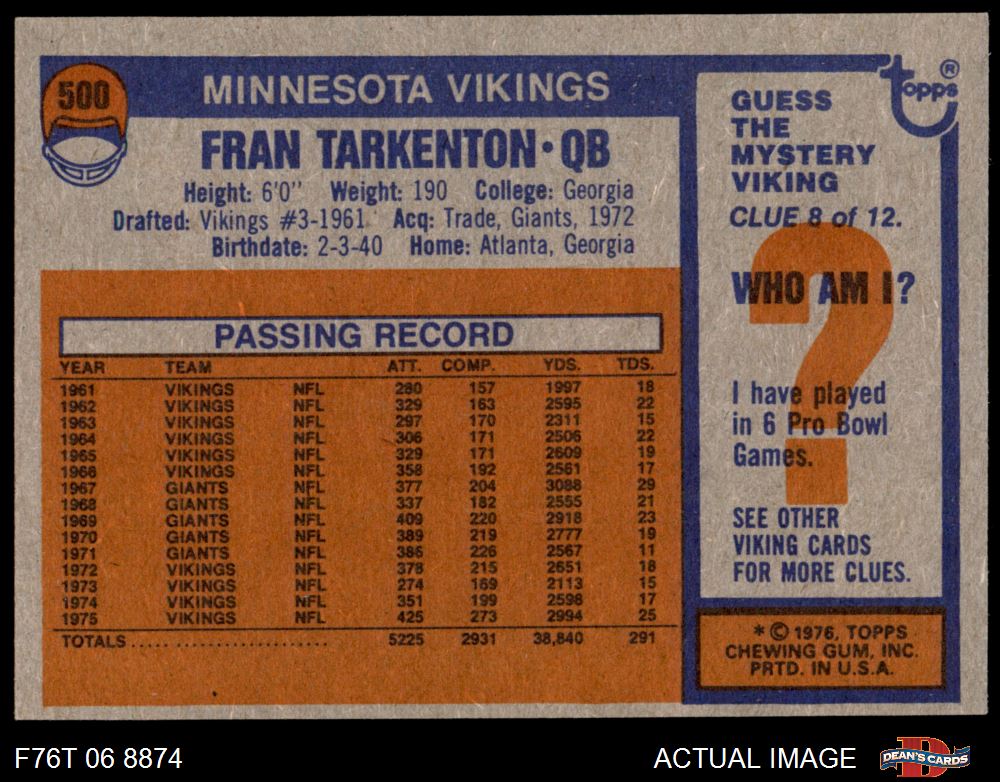 500
MINNESOTA VIKINGS
FRAN TARKENTON • QB
Height: 6'0" Weight: 190 College: Georgia
Drafted: Vikings #3-1961 Acq: Trade, Giants, 1972
Birthdate: 2-3-40 Home: Atlanta, Georgia
PASSING RECORD
YEAR TEAM ATT. COMP. YDS. TDS.
1961 VIKINGS NFL 280 157 1997 18
1962 VIKINGS NFL 329 163 2595 22
1963 VIKINGS NFL 297 170 2311 15
1964 VIKINGS NFL 306 171 2506 22
1965 VIKINGS NFL 329 171 2609 19
1966 VIKINGS NFL 358 192 2561 17
1967 GIANTS NFL 377 204 3088 29
1968 GIANTS NFL 337 182 2555 21
1969 GIANTS NFL 409 220 2918 23
1970 GIANTS NFL 389 219 2777 19
1971 GIANTS NFL 386 226 2567 11
1972 VIKINGS NFL 378 215 2651 18
1973 VIKINGS NFL 274 169 2113 15
1974 VIKINGS NFL 351 199 2598 17
1975 VIKINGS NFL 425 273 2994 25
TOTALS..................... 5225 2931 38,840 291
topps ®
GUESS
THE
MYSTERY
VIKING
CLUE 8 of 12.
?
WHO AM I?
I have played
in 6 Pro Bowl
Games.
SEE OTHER
VIKING CARDS
FOR MORE CLUES.
* © 1976, TOPPS
CHEWING GUM, INC.
PRTD. IN U.S.A.
F76T 06 8874
ACTUAL IMAGE
DEAN'S CARDS